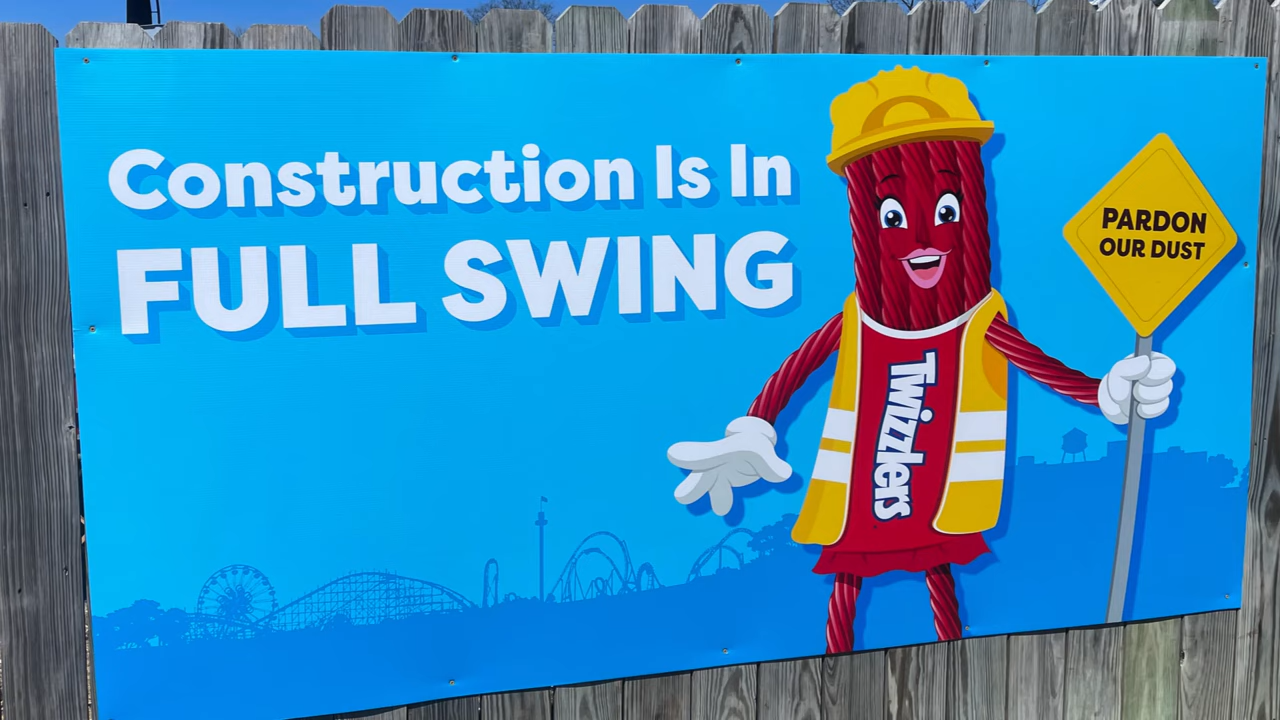 Construction Is In
FULL SWING
PARDON
OUR DUST
Twizzlers